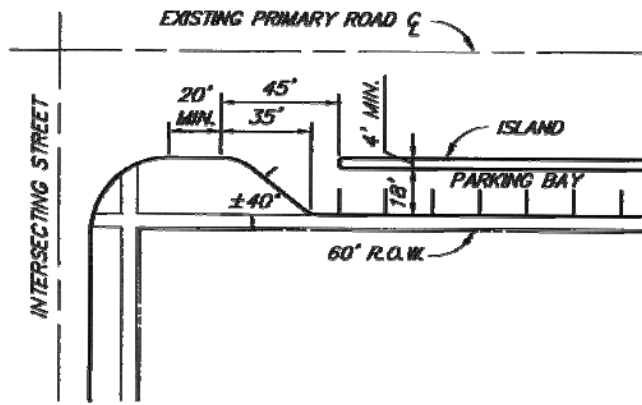 EXISTING PRIMARY ROAD ℄
45'
20'
MIN.
35'
4' MIN.
ISLAND
PARKING BAY
18'
±40°
60' R.O.W.
INTERSECTING STREET